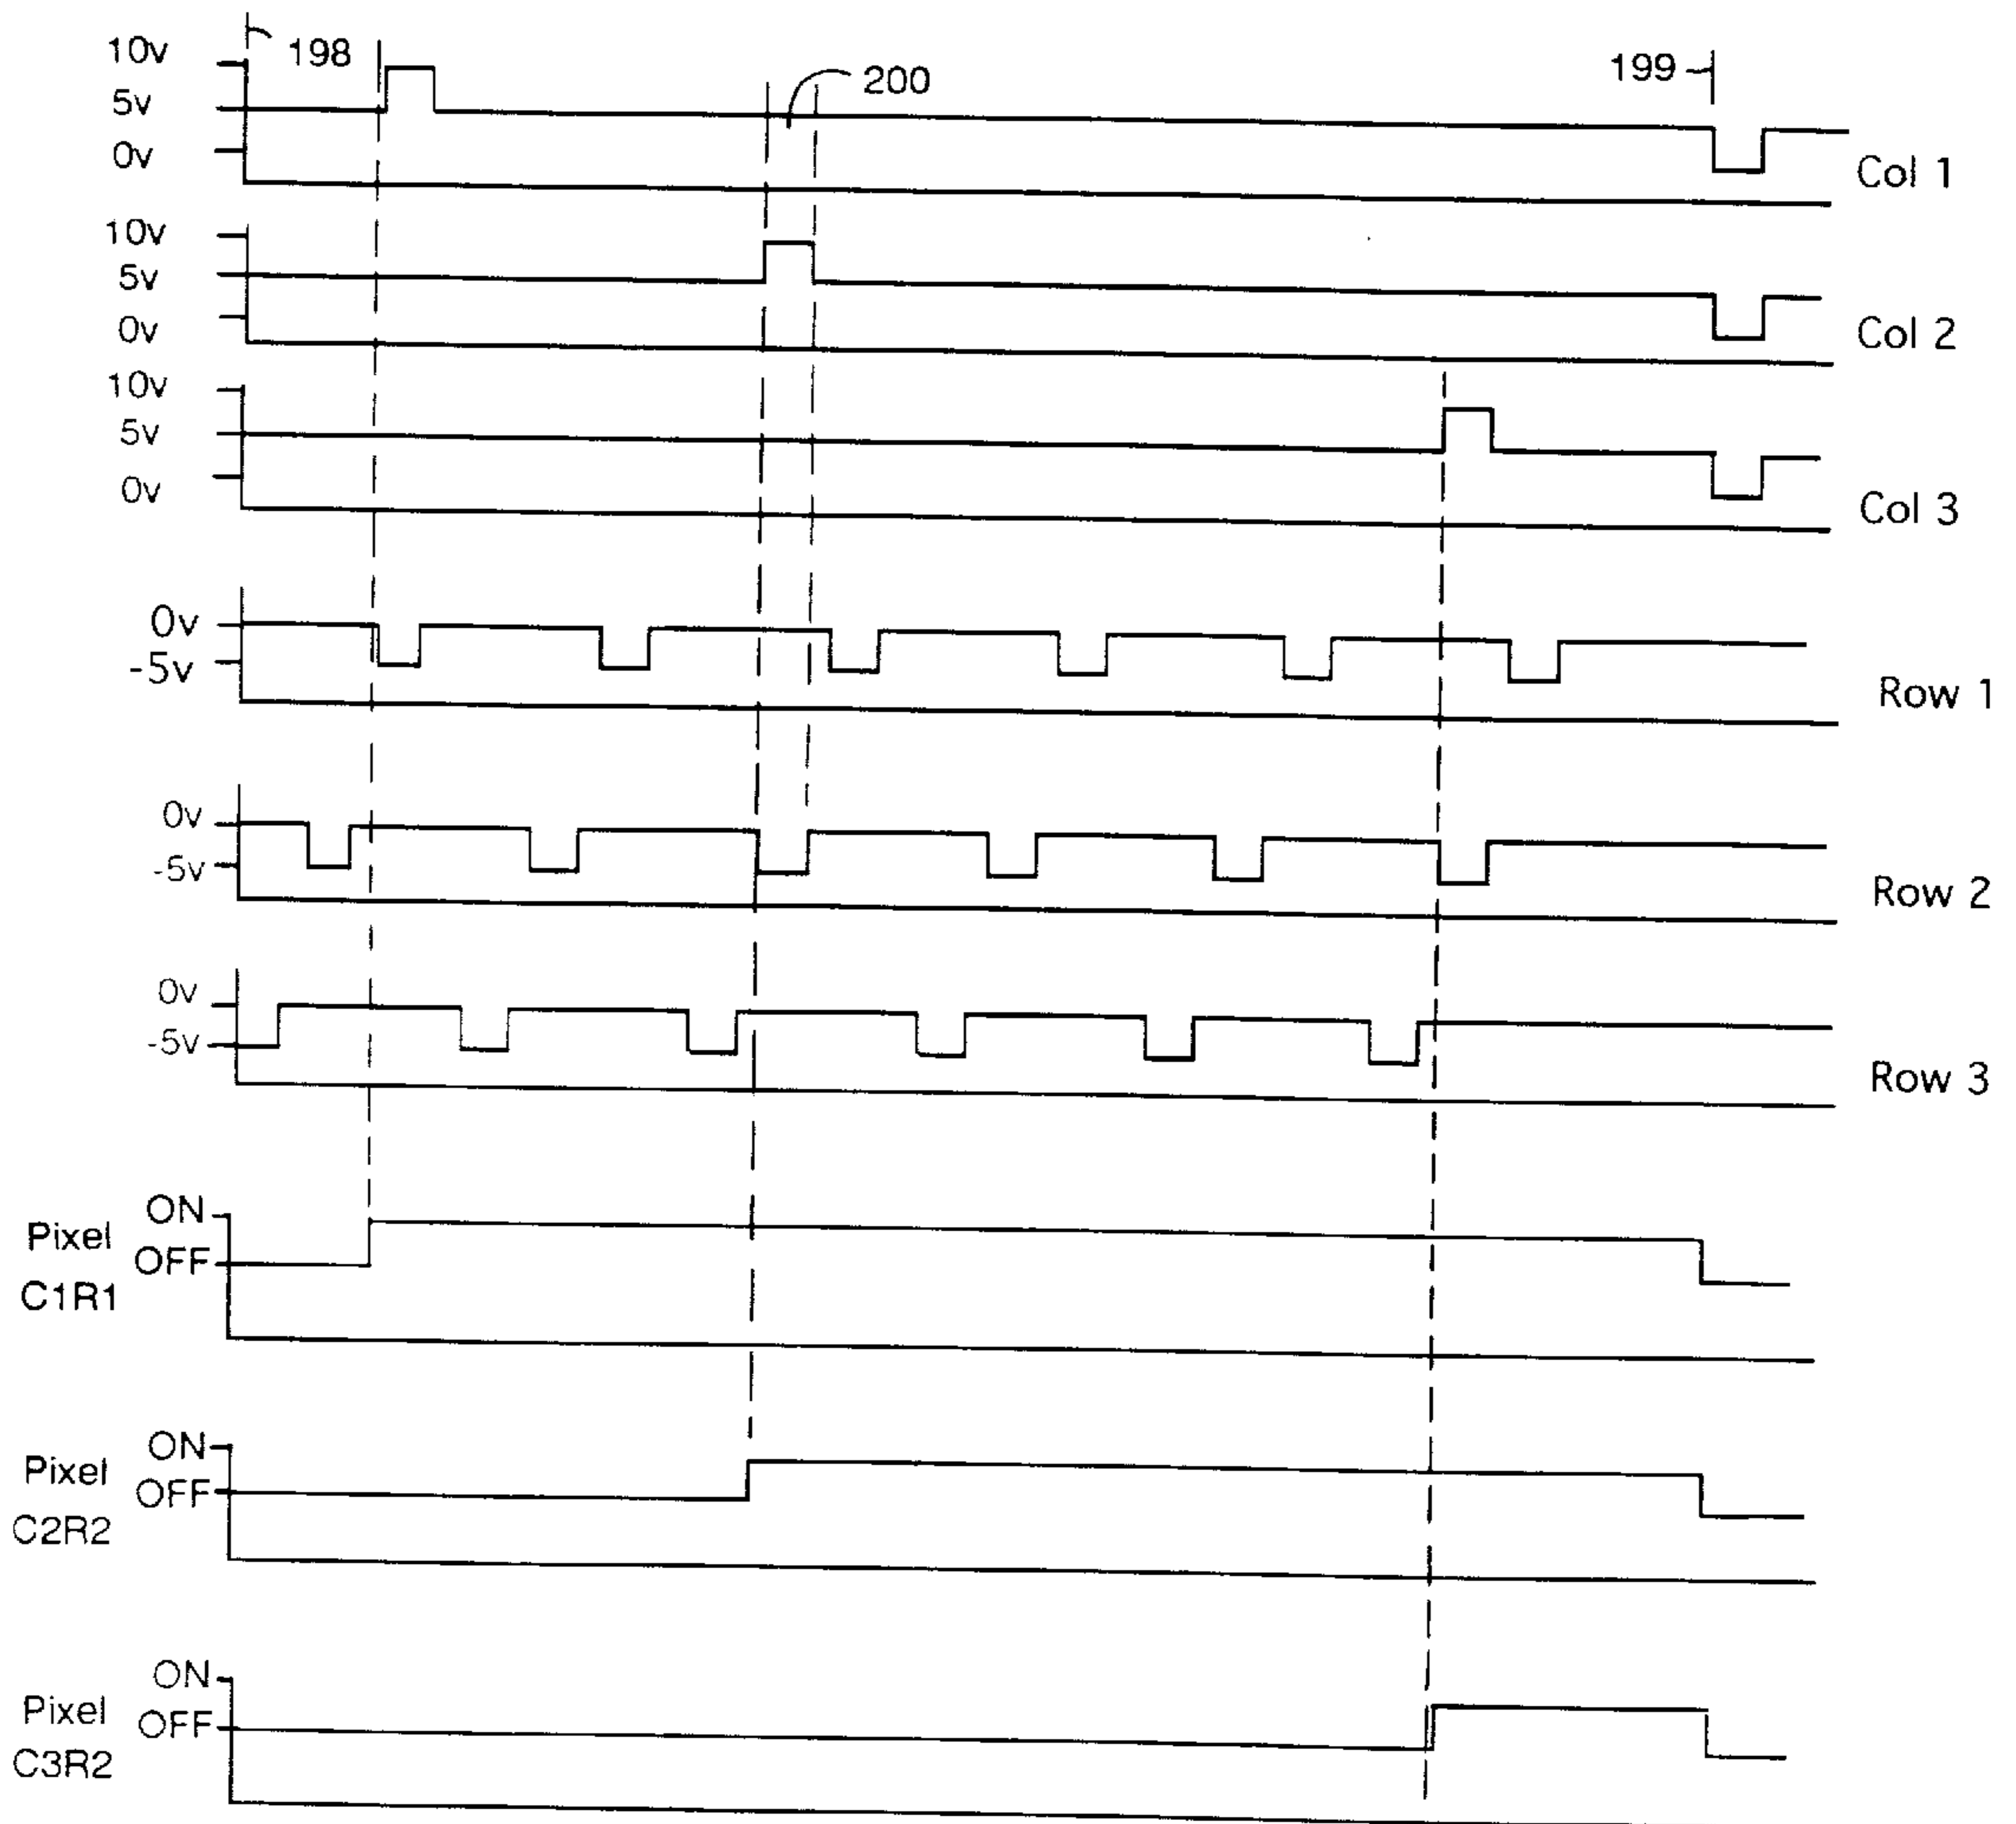 198
10v
5v
0v
200
199
Col 1
10v
5v
0v
Col 2
10v
5v
0v
Col 3
0v
-5v
Row 1
0v
-5v
Row 2
0v
-5v
Row 3
Pixel
C1R1
ON
OFF
Pixel
C2R2
ON
OFF
Pixel
C3R2
ON
OFF